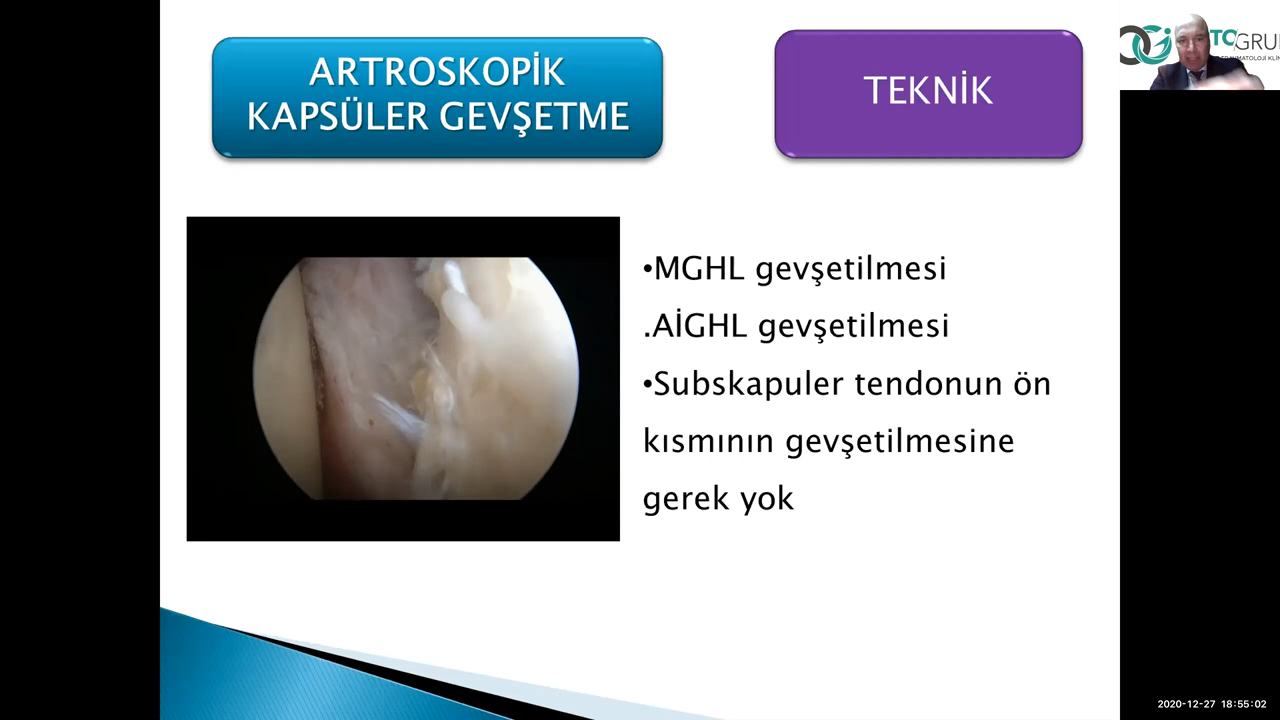 ARTROSKOPİK
KAPSÜLER GEVŞETME
TEKNİK
•MGHL gevşetilmesi
.AİGHL gevşetilmesi
•Subskapuler tendonun ön
kısmının gevşetilmesine
gerek yok
2020-12-27 18:55:02